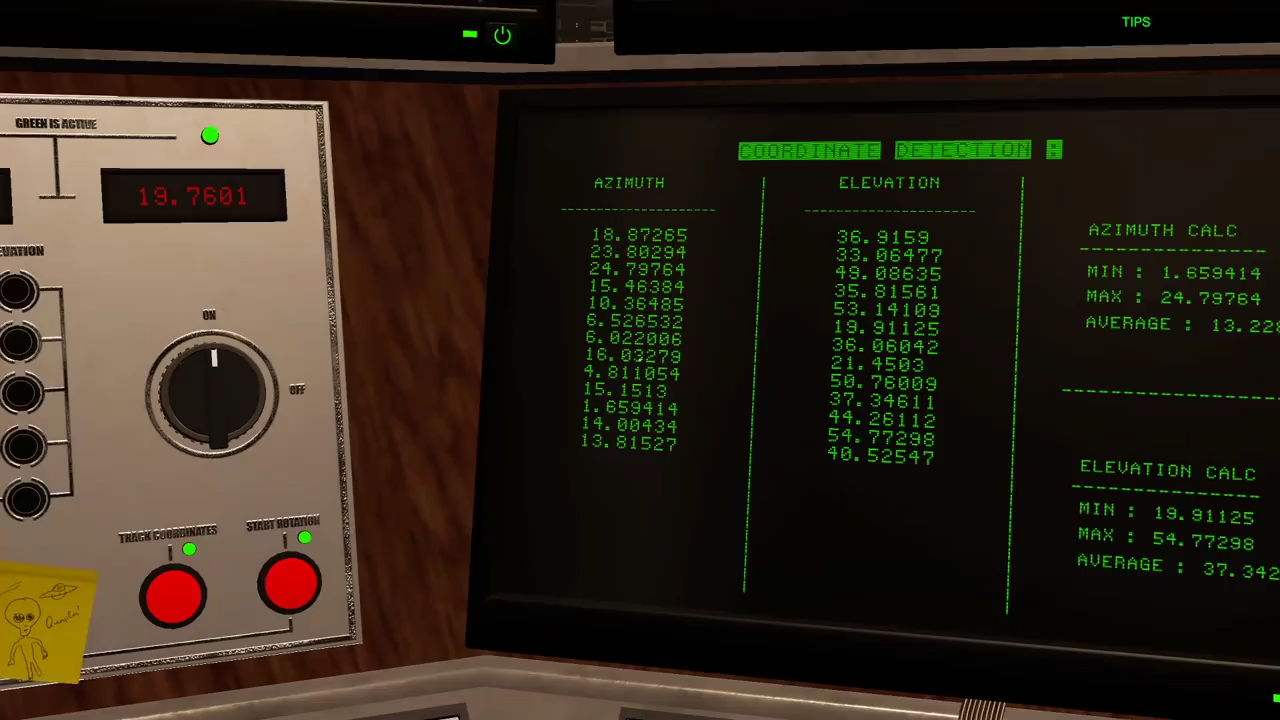 TIPS
GREEN IS ACTIVE
19.7601
ON
OFF
TRACK COORDINATES
START ROTATION
COORDINATE DETECTION :
AZIMUTH
18.87265
23.80294
24.79764
15.46384
10.36485
6.526532
6.022006
16.03279
4.811054
15.1513
1.659414
14.00434
13.81527
ELEVATION
36.9159
33.06477
49.08635
35.81561
53.14109
19.91125
36.06042
21.4503
50.76009
37.34611
44.26112
54.77298
40.52547
AZIMUTH CALC
MIN : 1.659414
MAX : 24.79764
AVERAGE : 13.22
ELEVATION CALC
MIN : 19.91125
MAX : 54.77298
AVERAGE : 37.342